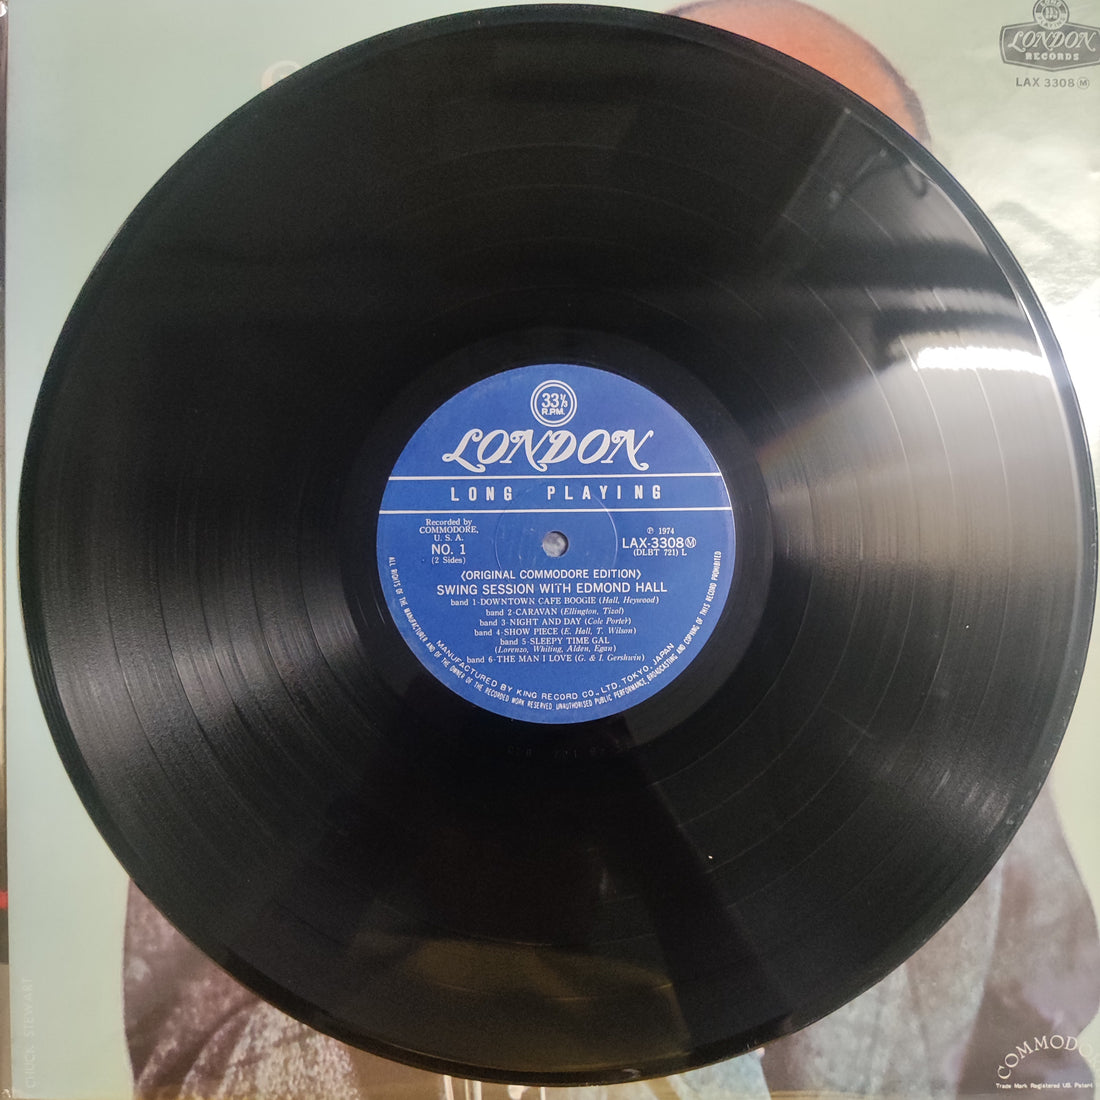 LONDON
RECORDS
LAX 3308 Ⓜ
33⅓
R.P.M.
LONDON
LONG PLAYING
Recorded by
COMMODORE,
U. S. A.
NO. 1
(2 Sides)
℗ 1974
LAX-3308Ⓜ
(DLBT 721) L
〈ORIGINAL COMMODORE EDITION〉
SWING SESSION WITH EDMOND HALL
band 1-DOWNTOWN CAFE BOOGIE (Hall, Heywood)
band 2-CARAVAN (Ellington, Tizol)
band 3-NIGHT AND DAY (Cole Porter)
band 4-SHOW PIECE (E. Hall, T. Wilson)
band 5-SLEEPY TIME GAL
(Lorenzo, Whiting, Alden, Egan)
band 6-THE MAN I LOVE (G. & I. Gershwin)
MANUFACTURED BY KING RECORD CO., LTD, TOKYO, JAPAN
ALL RIGHTS OF THE MANUFACTURER AND OF THE OWNER OF THE RECORDED WORK RESERVED. UNAUTHORISED PUBLIC PERFORMANCE, BROADCASTING AND COPYING OF THIS RECORD PROHIBITED
CHUCK STEWART
COMMODO
Trade Mark Registered US. Patent